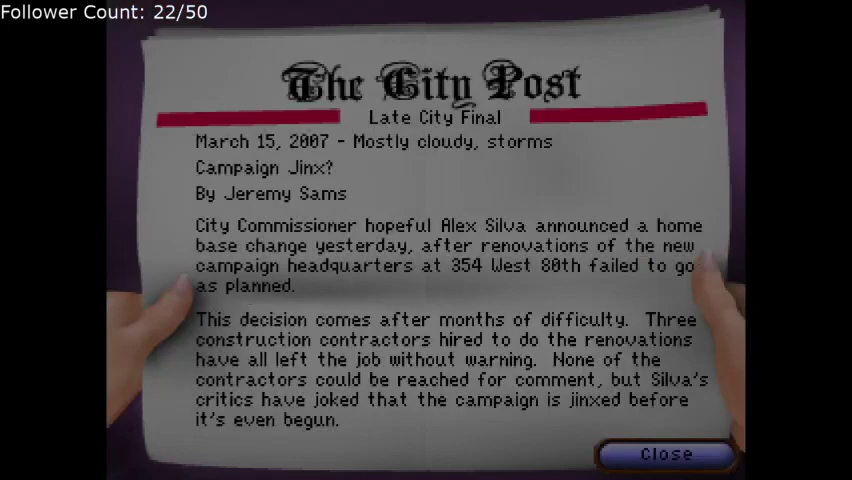 Follower Count: 22/50
The City Post
Late City Final
March 15, 2007 - Mostly cloudy, storms
Campaign Jinx?
By Jeremy Sams
City Commissioner hopeful Alex Silva announced a home
base change yesterday, after renovations of the new
campaign headquarters at 354 West 80th failed to go
as planned.
This decision comes after months of difficulty. Three
construction contractors hired to do the renovations
have all left the job without warning. None of the
contractors could be reached for comment, but Silva's
critics have joked that the campaign is jinxed before
it's even begun.
Close